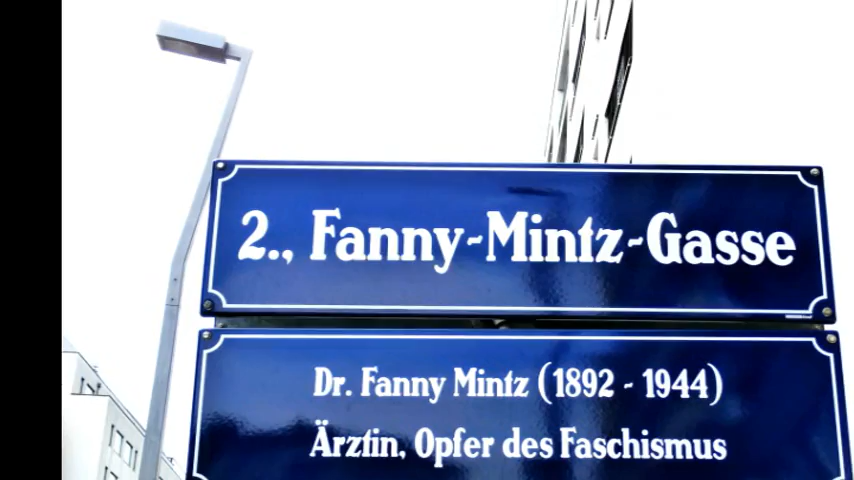 2., Fanny-Mintz-Gasse
Dr. Fanny Mintz (1892 - 1944)
Ärztin, Opfer des Faschismus